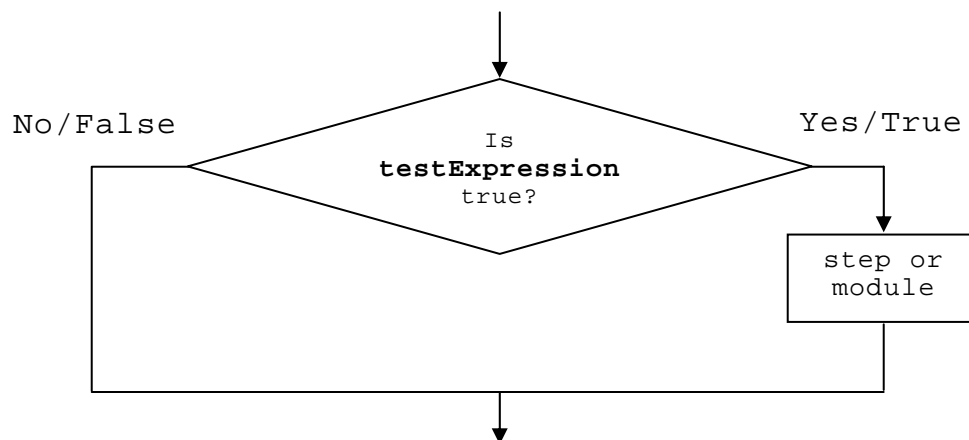 No/False
Yes/True
Is
testExpression
true?
step or
module